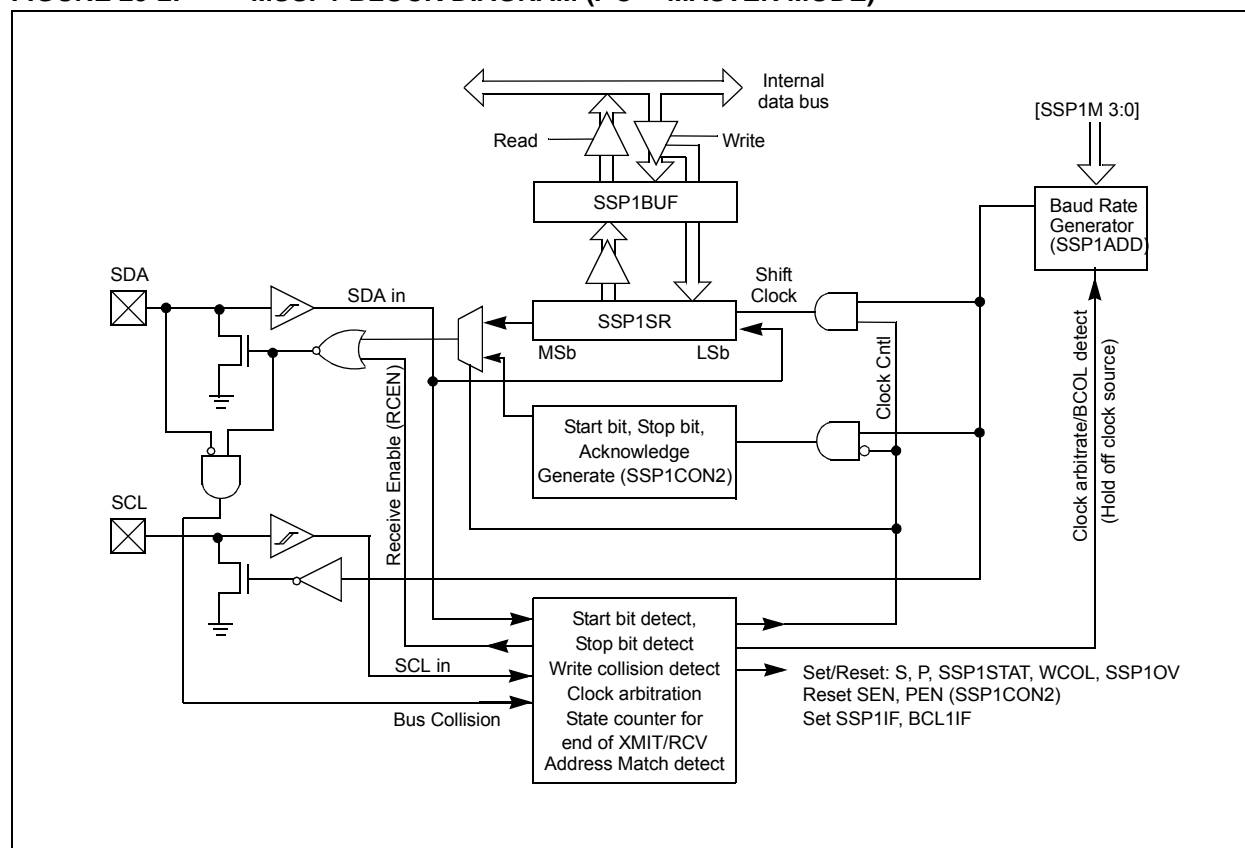 Internal
data bus
[SSP1M 3:0]
Read
Write
SSP1BUF
Baud Rate
Generator
(SSP1ADD)
SDA
SDA in
Shift
Clock
SSP1SR
MSb
LSb
Start bit, Stop bit,
Acknowledge
Generate (SSP1CON2)
Clock Cntl
Clock arbitrate/BCOL detect
(Hold off clock source)
Receive Enable (RCEN)
SCL
SCL in
Bus Collision
Start bit detect,
Stop bit detect
Write collision detect
Clock arbitration
State counter for
end of XMIT/RCV
Address Match detect
Set/Reset: S, P, SSP1STAT, WCOL, SSP1OV
Reset SEN, PEN (SSP1CON2)
Set SSP1IF, BCL1IF